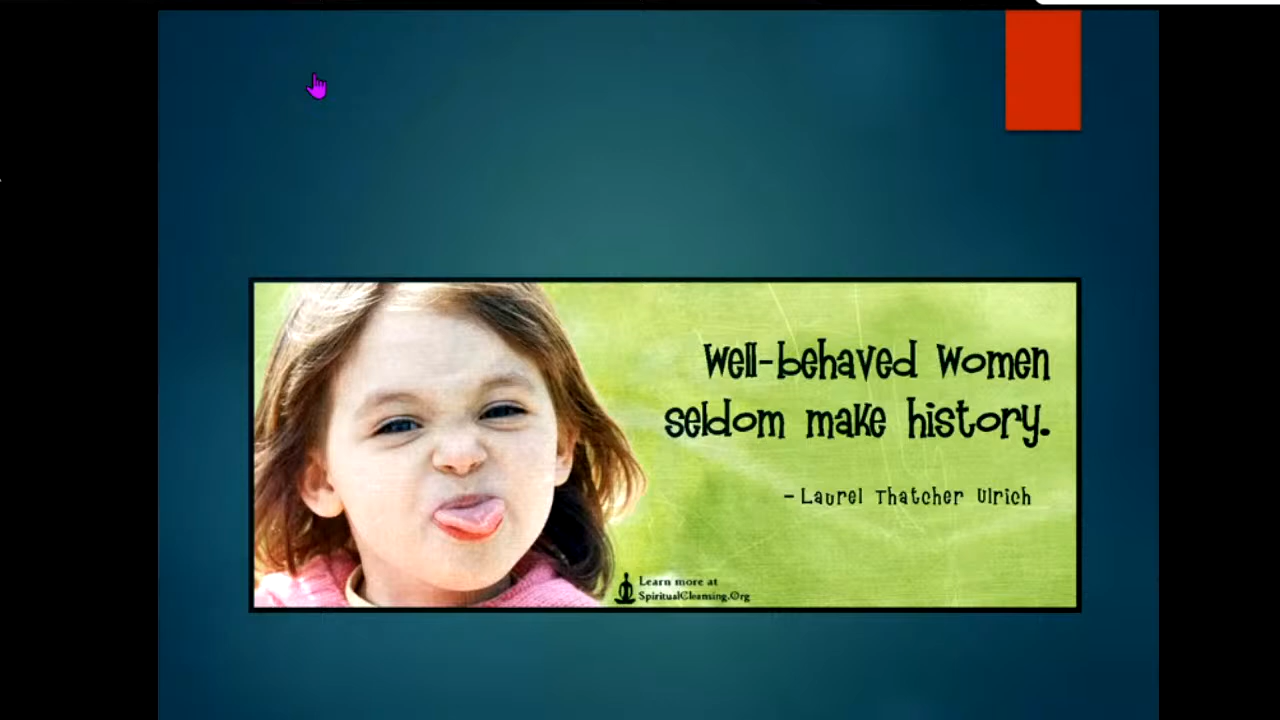 Well-behaved Women
seldom make history.
- Laurel Thatcher Ulrich
Learn more at
SpiritualCleansing.Org